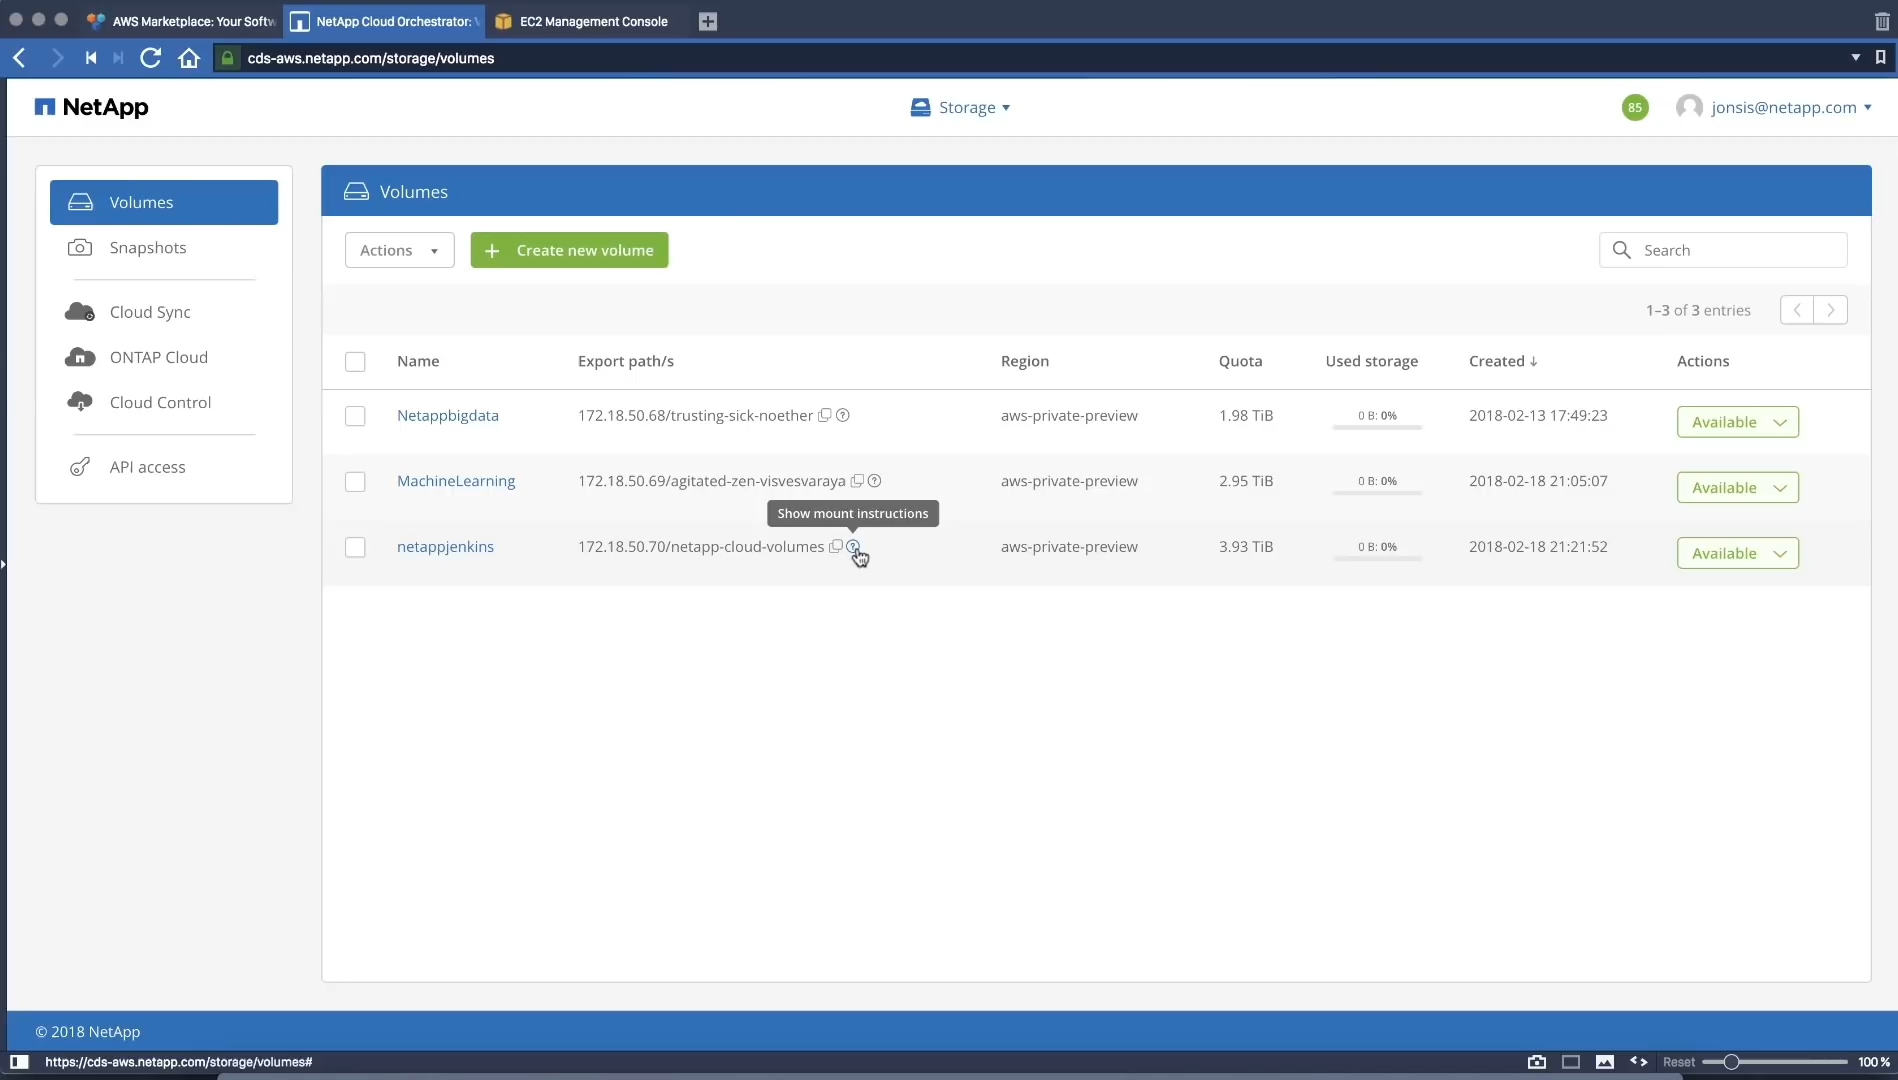 AWS Marketplace: Your Softw
NetApp Cloud Orchestrator: V
EC2 Management Console
cds-aws.netapp.com/storage/volumes
NetApp
Storage
85
jonsis@netapp.com
Volumes
Snapshots
Cloud Sync
ONTAP Cloud
Cloud Control
API access
Volumes
Actions
Create new volume
Search
1–3 of 3 entries
Name Export path/s Region Quota Used storage Created Actions
Netappbigdata 172.18.50.68/trusting-sick-noether aws-private-preview 1.98 TiB 0 B: 0% 2018-02-13 17:49:23 Available
MachineLearning 172.18.50.69/agitated-zen-visvesvaraya aws-private-preview 2.95 TiB 0 B: 0% 2018-02-18 21:05:07 Available
Show mount instructions
netappjenkins 172.18.50.70/netapp-cloud-volumes aws-private-preview 3.93 TiB 0 B: 0% 2018-02-18 21:21:52 Available
© 2018 NetApp
https://cds-aws.netapp.com/storage/volumes#
Reset
100 %